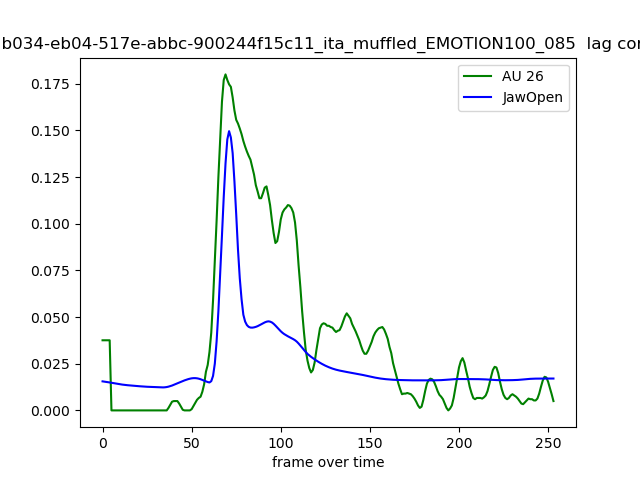 b034-eb04-517e-abbc-900244f15c11_ita_muffled_EMOTION100_085 lag
AU 26
JawOpen
0.175
0.150
0.125
0.100
0.075
0.050
0.025
0.000
0 50 100 150 200 250
frame over time